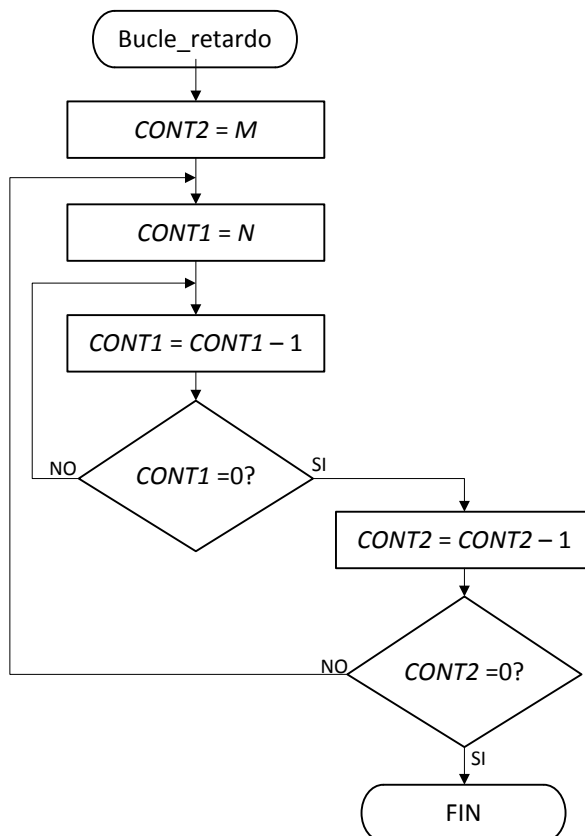 Bucle_retardo
CONT2 = M
CONT1 = N
CONT1 = CONT1 – 1
CONT1 =0?
NO
SI
CONT2 = CONT2 – 1
CONT2 =0?
NO
SI
FIN